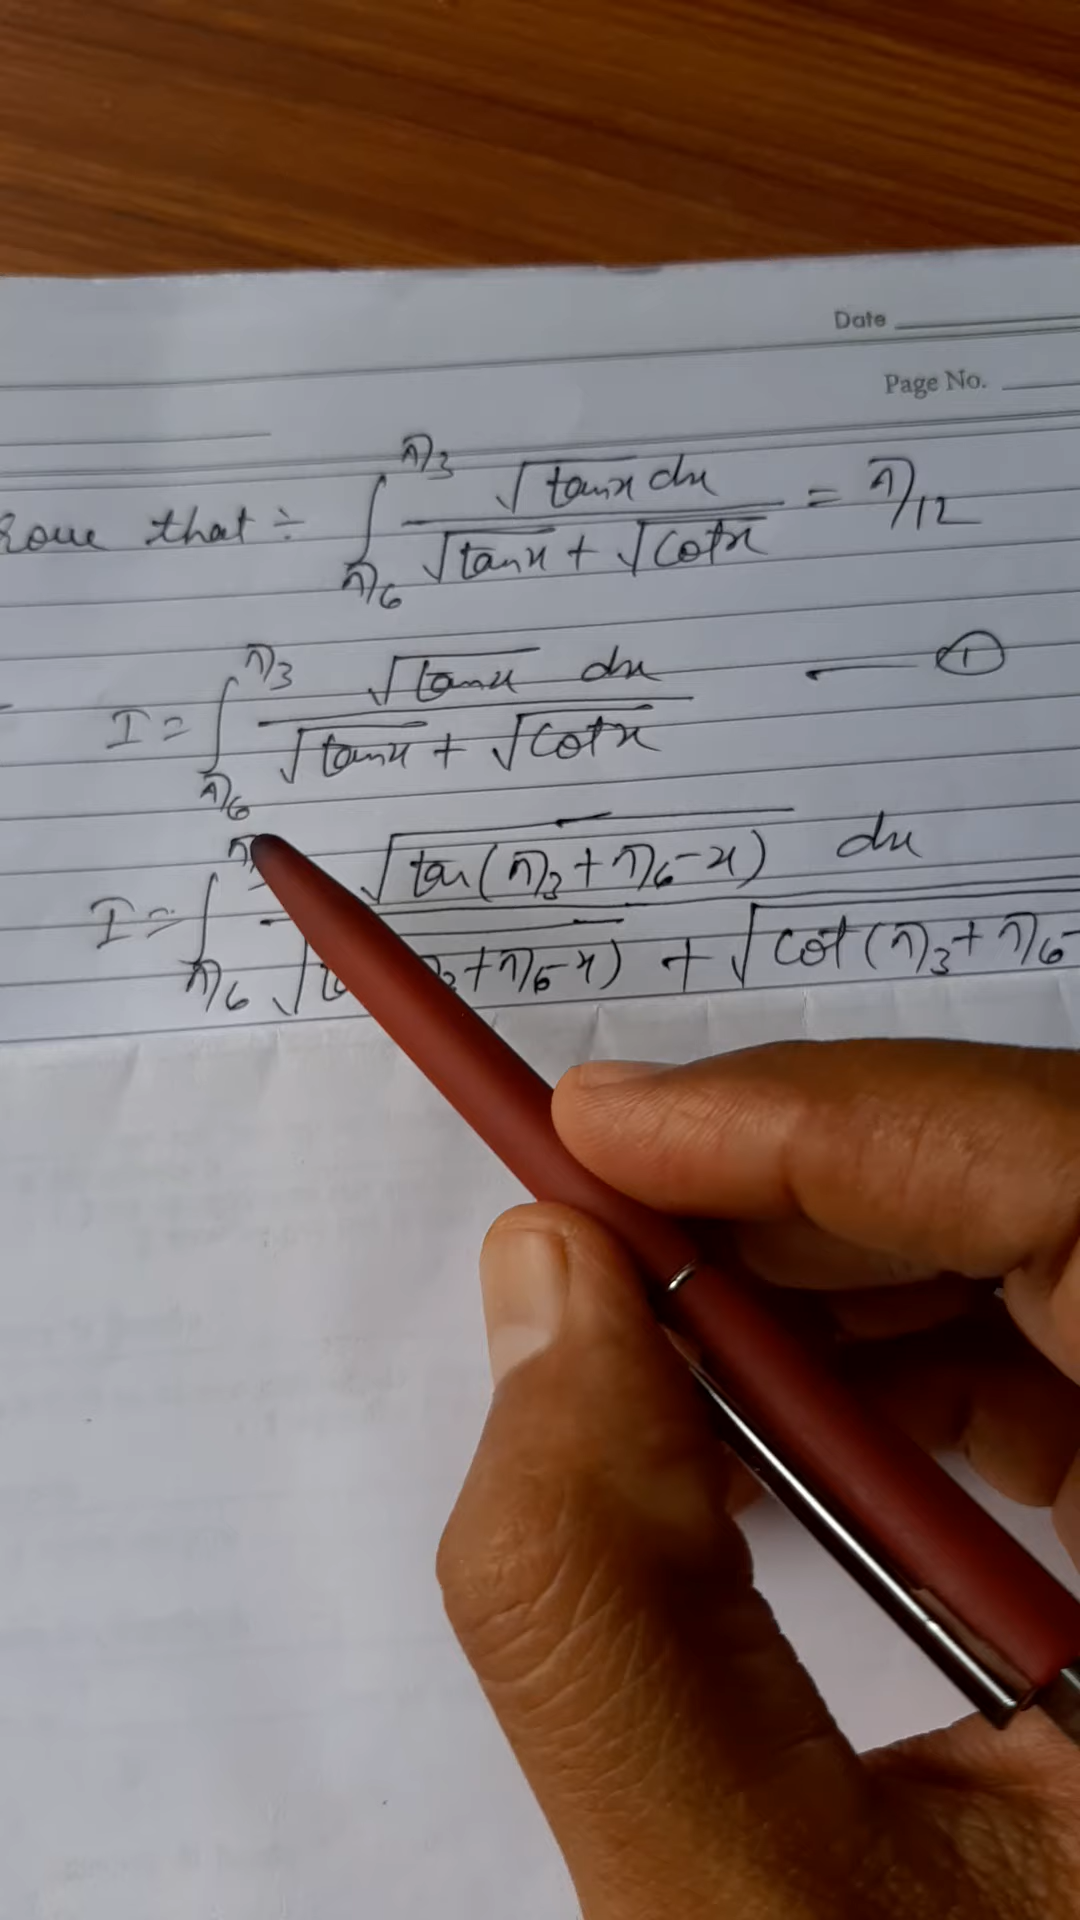 Date
Page No.
that ÷ ∫_{π/6}^{π/3} √tanx dx / (√tanx + √cotx) = π/12
I = ∫_{π/6}^{π/3} √tanx dx / (√tanx + √cotx) — ①
I = ∫_{π/6}^{π} √tan(π/3 + π/6 - x) dx / (√ + π/6 - x) + √cot(π/3 + π/6 -